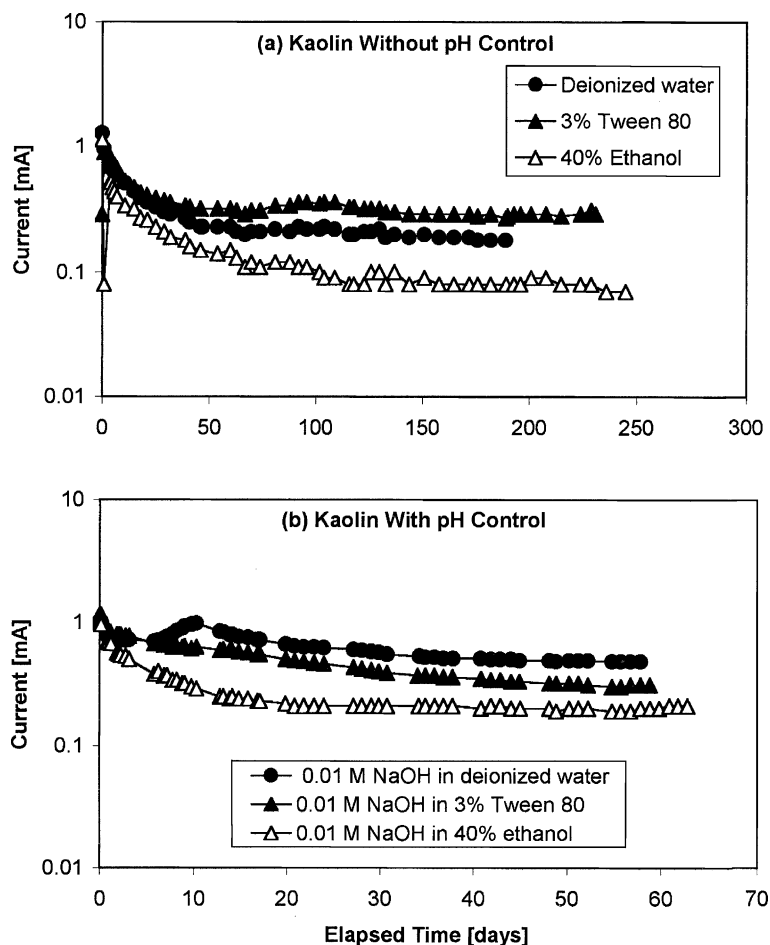 (a) Kaolin Without pH Control
Deionized water
3% Tween 80
40% Ethanol
Current [mA]
10
1
0.1
0.01
0
50
100
150
200
250
300
(b) Kaolin With pH Control
Current [mA]
10
1
0.1
0.01
0.01 M NaOH in deionized water
0.01 M NaOH in 3% Tween 80
0.01 M NaOH in 40% ethanol
0
10
20
30
40
50
60
70
Elapsed Time [days]